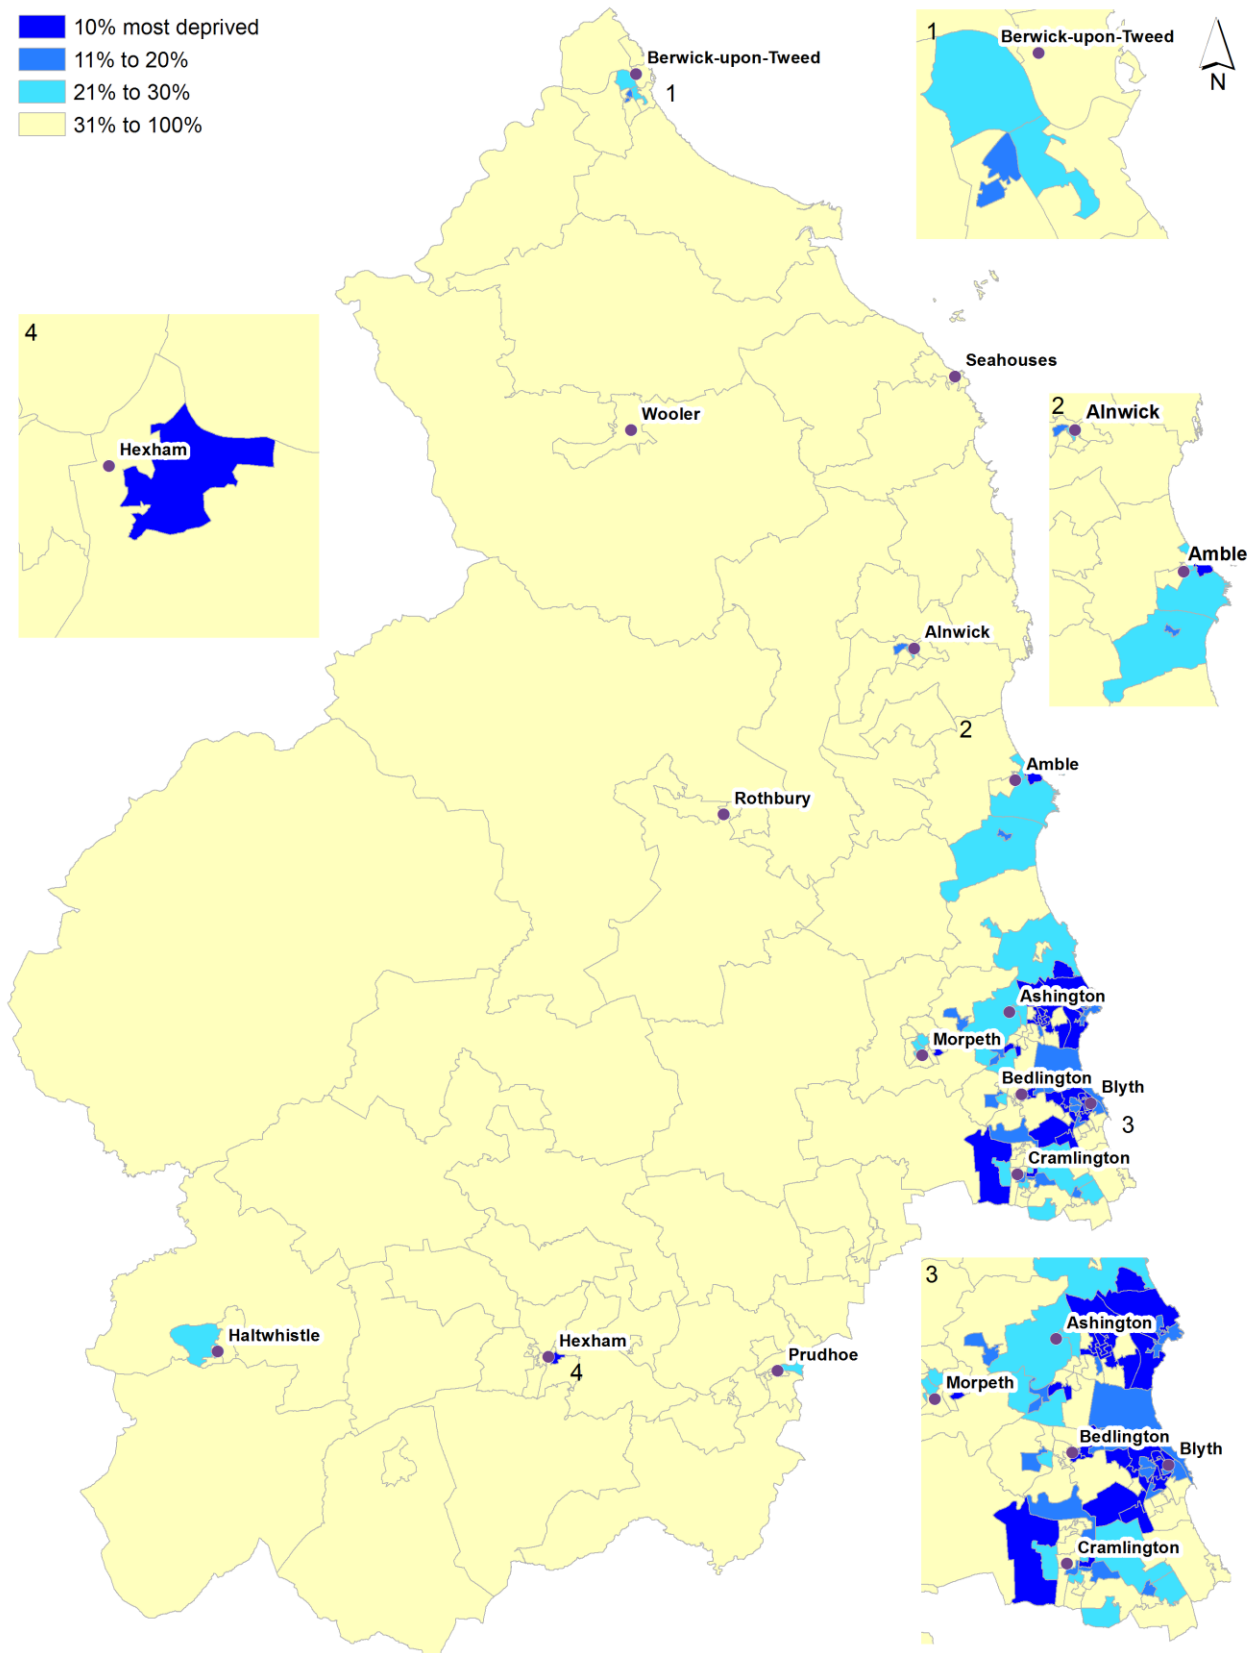 10% most deprived
11% to 20%
21% to 30%
31% to 100%
Berwick-upon-Tweed
1
1
Berwick-upon-Tweed
N
4
Hexham
Seahouses
Wooler
2
Alnwick
Amble
Alnwick
2
Amble
Rothbury
Ashington
Morpeth
Bedlington
Blyth
3
Cramlington
3
Ashington
Morpeth
Bedlington
Blyth
Cramlington
Haltwhistle
Hexham
4
Prudhoe